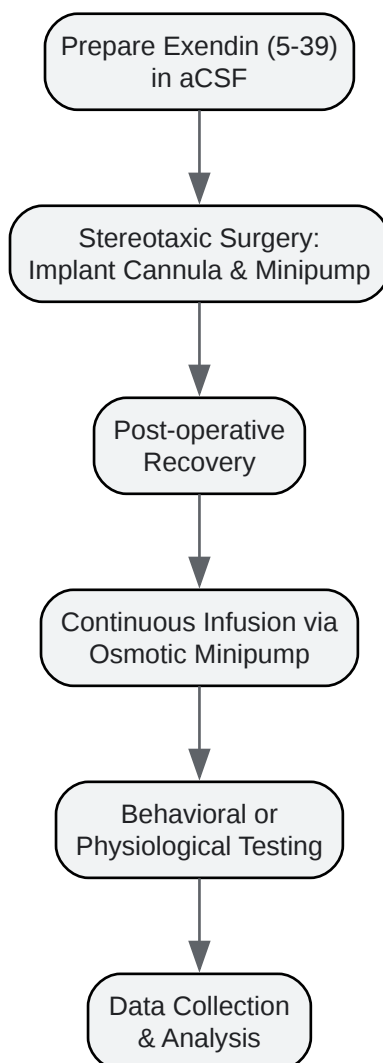 Prepare Exendin (5-39)
in aCSF
Stereotaxic Surgery:
Implant Cannula & Minipump
Post-operative
Recovery
Continuous Infusion via
Osmotic Minipump
Behavioral or
Physiological Testing
Data Collection
& Analysis